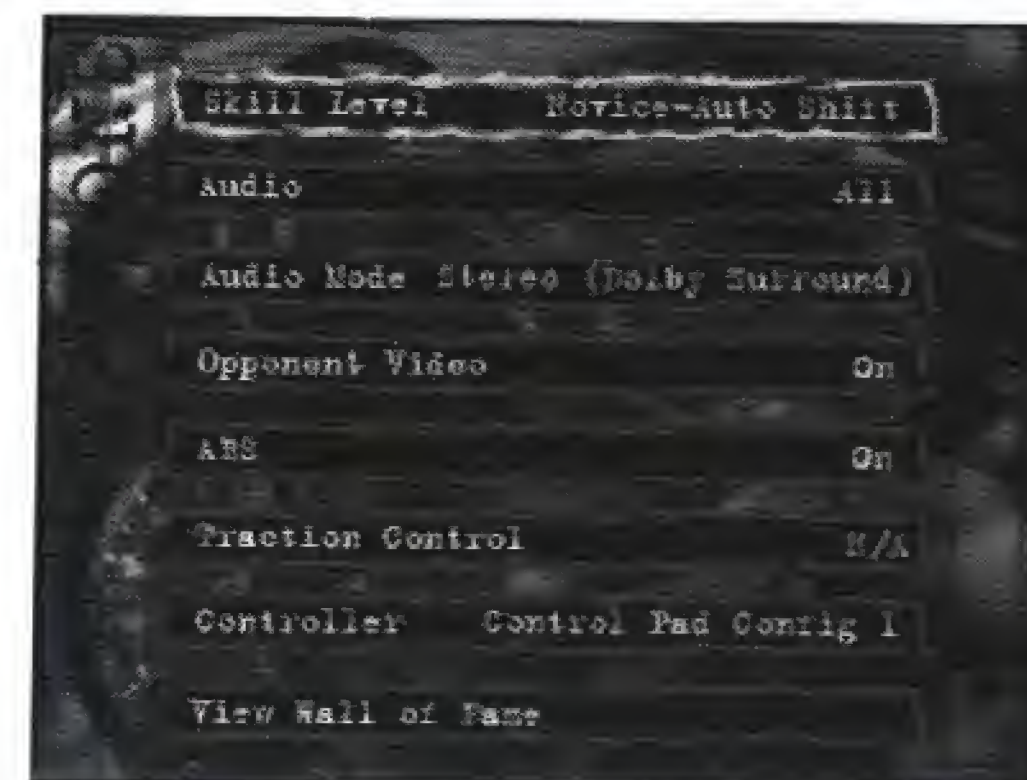 Skill Level Novice-Auto Shift
Audio All
Audio Mode Stereo (Dolby Surround)
Opponent Video On
ABS On
Traction Control N/A
Controller Control Pad Config 1
View Wall of Fame